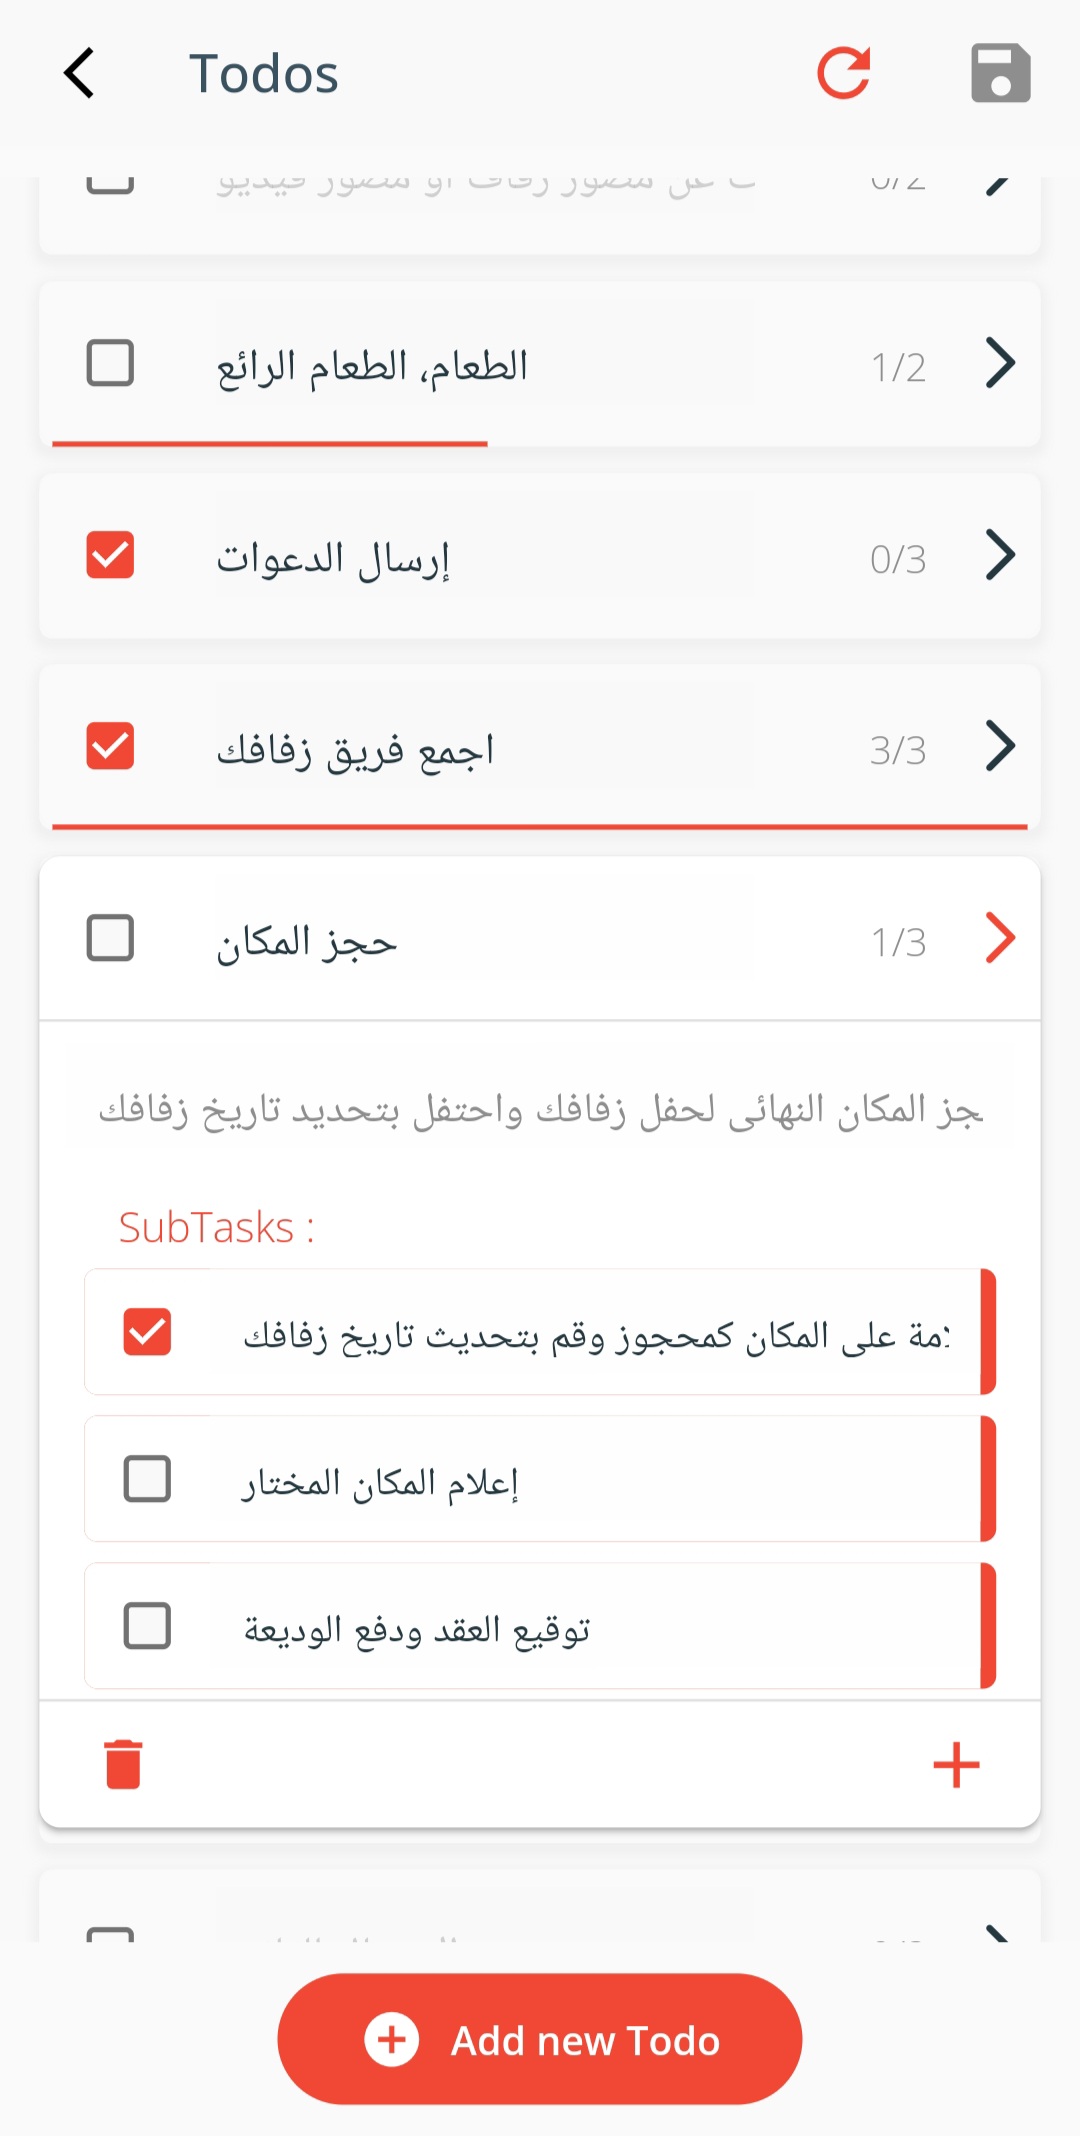 Todos
عن مصور زفاف أو مصور فيديو
0/2
الطعام، الطعام الرائع
1/2
إرسال الدعوات
0/3
اجمع فريق زفافك
3/3
حجز المكان
1/3
جز المكان النهائى لحفل زفافك واحتفل بتحديد تاريخ زفافك
SubTasks :
مة على المكان كمحجوز وقم بتحديث تاريخ زفافك
إعلام المكان المختار
توقيع العقد ودفع الوديعة
Add new Todo